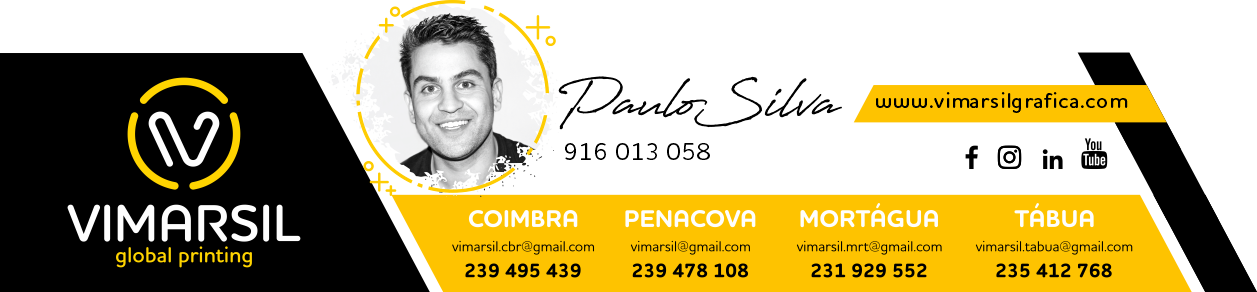 VIMARSIL
global printing
Paulo Silva
916 013 058
www.vimarsilgrafica.com
You
Tube
COIMBRA
vimarsil.cbr@gmail.com
239 495 439
PENACOVA
vimarsil@gmail.com
239 478 108
MORTÁGUA
vimarsil.mrt@gmail.com
231 929 552
TÁBUA
vimarsil.tabua@gmail.com
235 412 768